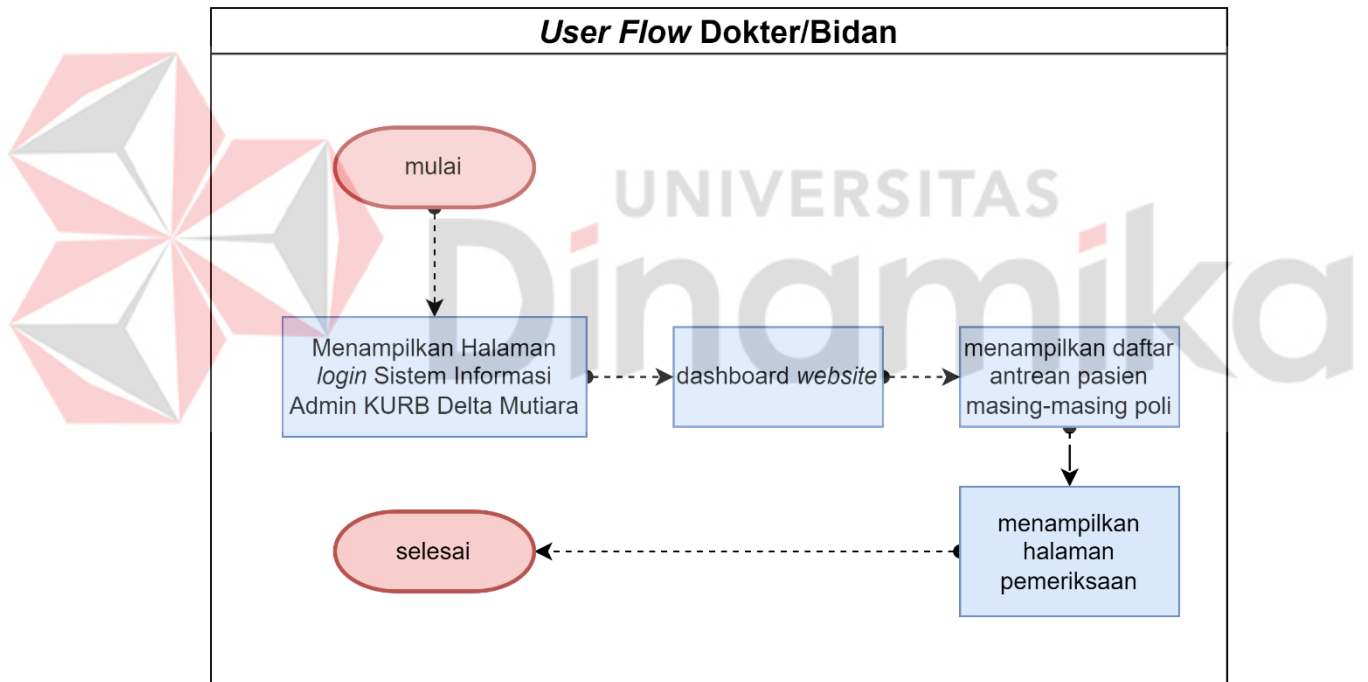 User Flow Dokter/Bidan
mulai
UNIVERSITAS
Dinamika
Menampilkan Halaman
login Sistem Informasi
Admin KURB Delta Mutiara
dashboard website
menampilkan daftar
antrean pasien
masing-masing poli
menampilkan
halaman
pemeriksaan
selesai